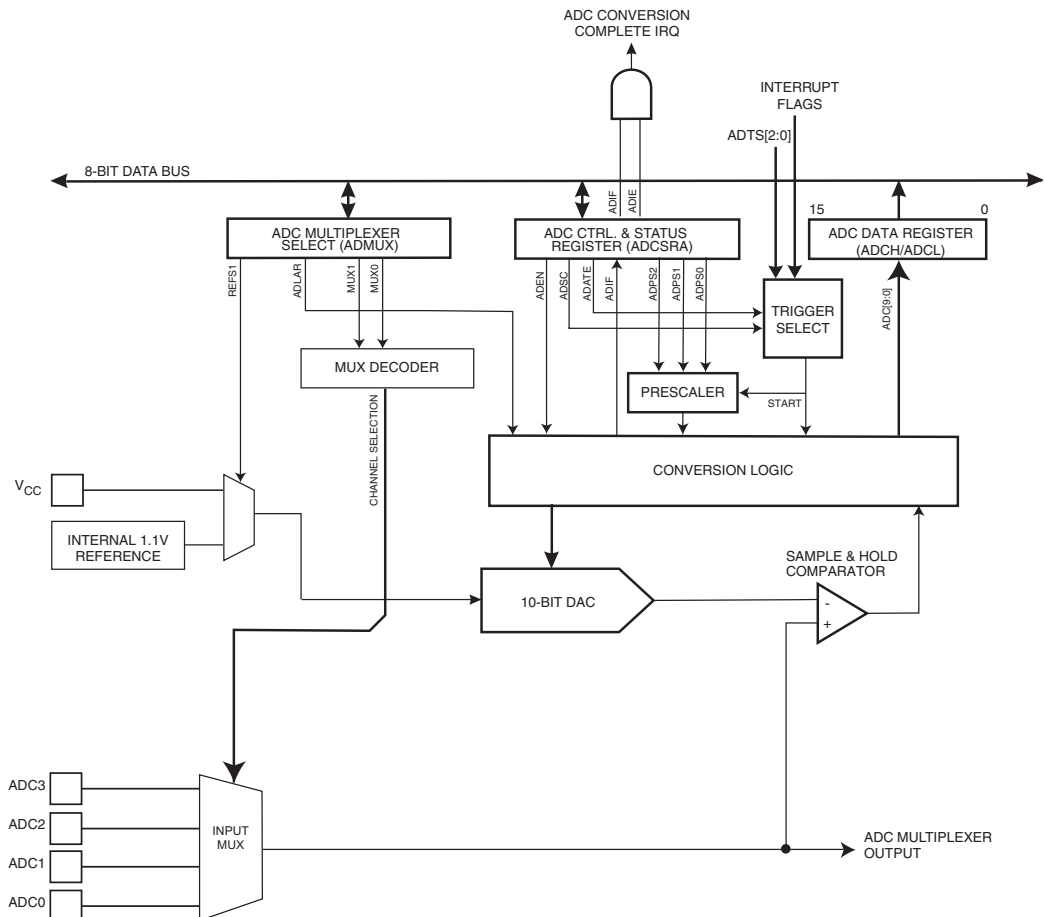 ADC CONVERSION
COMPLETE IRQ
INTERRUPT
FLAGS
ADTS[2:0]
8-BIT DATA BUS
ADIF
ADIE
15
0
ADC MULTIPLEXER
SELECT (ADMUX)
ADC CTRL. & STATUS
REGISTER (ADCSRA)
ADC DATA REGISTER
(ADCH/ADCL)
REFS1
ADLAR
MUX1
MUX0
ADEN
ADSC
ADATE
ADIF
ADPS2
ADPS1
ADPS0
ADC[9:0]
TRIGGER
SELECT
MUX DECODER
PRESCALER
START
CHANNEL SELECTION
CONVERSION LOGIC
VCC
INTERNAL 1.1V
REFERENCE
SAMPLE & HOLD
COMPARATOR
10-BIT DAC
-
+
ADC3
ADC2
ADC1
ADC0
INPUT
MUX
ADC MULTIPLEXER
OUTPUT